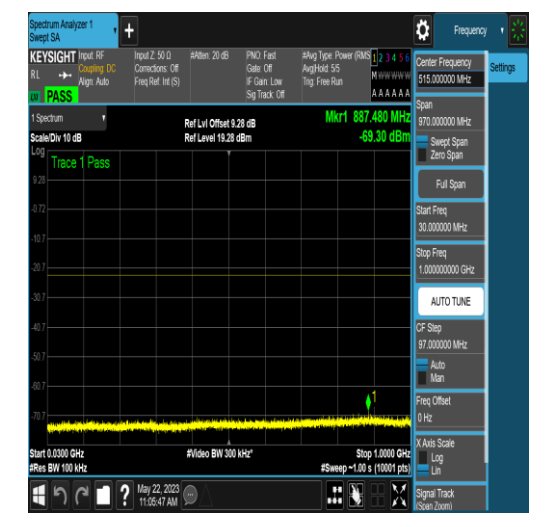 Spectrum Analyzer 1
Swept SA
Frequency
KEYSIGHT Input: RF
RL
Coupling: DC
Align: Auto
Input Z: 50 Ω
Corrections: Off
Freq Ref: Int (S)
#Atten: 20 dB
PNO: Fast
Gate: Off
IF Gain: Low
Sig Track: Off
#Avg Type: Power (RMS
Avg|Hold: 5/5
Trig: Free Run
1 2 3 4 5 6
M w w w w w
A A A A A A
PASS
1 Spectrum
Scale/Div 10 dB
Ref Lvl Offset 9.28 dB
Ref Level 19.28 dBm
Mkr1 887.480 MHz
-69.30 dBm
Log
Trace 1 Pass
9.28
-0.72
-10.7
-20.7
-30.7
-40.7
-50.7
-60.7
-70.7
1
Start 0.0300 GHz
#Res BW 100 kHz
#Video BW 300 kHz*
Stop 1.0000 GHz
#Sweep ~1.00 s (10001 pts)
?
May 22, 2023
11:05:47 AM
Center Frequency
515.000000 MHz
Span
970.000000 MHz
Swept Span
Zero Span
Full Span
Start Freq
30.000000 MHz
Stop Freq
1.000000000 GHz
AUTO TUNE
CF Step
97.000000 MHz
Auto
Man
Freq Offset
0 Hz
X Axis Scale
Log
Lin
Signal Track
(Span Zoom)
Settings